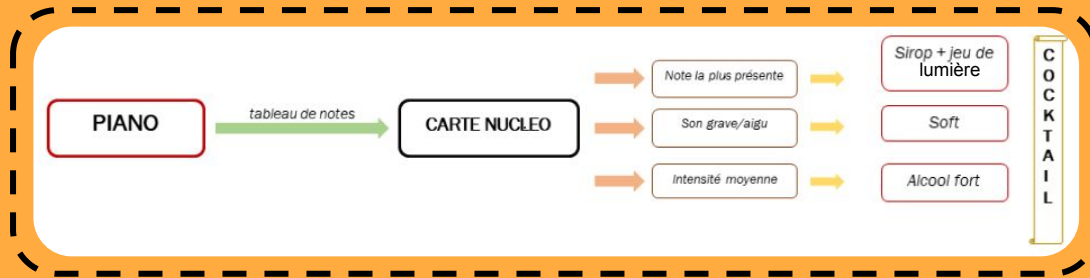 PIANO
tableau de notes
CARTE NUCLEO
Note la plus présente
Son grave/aigu
Intensité moyenne
Sirop + jeu de
lumière
Soft
Alcool fort
C
O
C
K
T
A
I
L